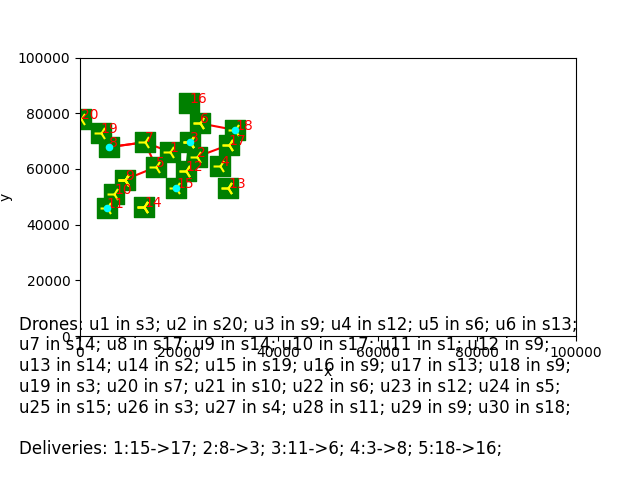 100000
80000
60000
40000
20000
0
y
16
20
18
19
13
14
Drones: u1 in s3; u2 in s20; u3 in s9; u4 in s12; u5 in s6; u6 in s13;
0 20000 40000 60000 80000 100000
u7 in s14; u8 in s17; u9 in s14; u10 in s17; u11 in s1; u12 in s9;
x
u13 in s14; u14 in s2; u15 in s19; u16 in s9; u17 in s13; u18 in s9;
u19 in s3; u20 in s7; u21 in s10; u22 in s6; u23 in s12; u24 in s5;
u25 in s15; u26 in s3; u27 in s4; u28 in s11; u29 in s9; u30 in s18;
Deliveries: 1:15->17; 2:8->3; 3:11->6; 4:3->8; 5:18->16;